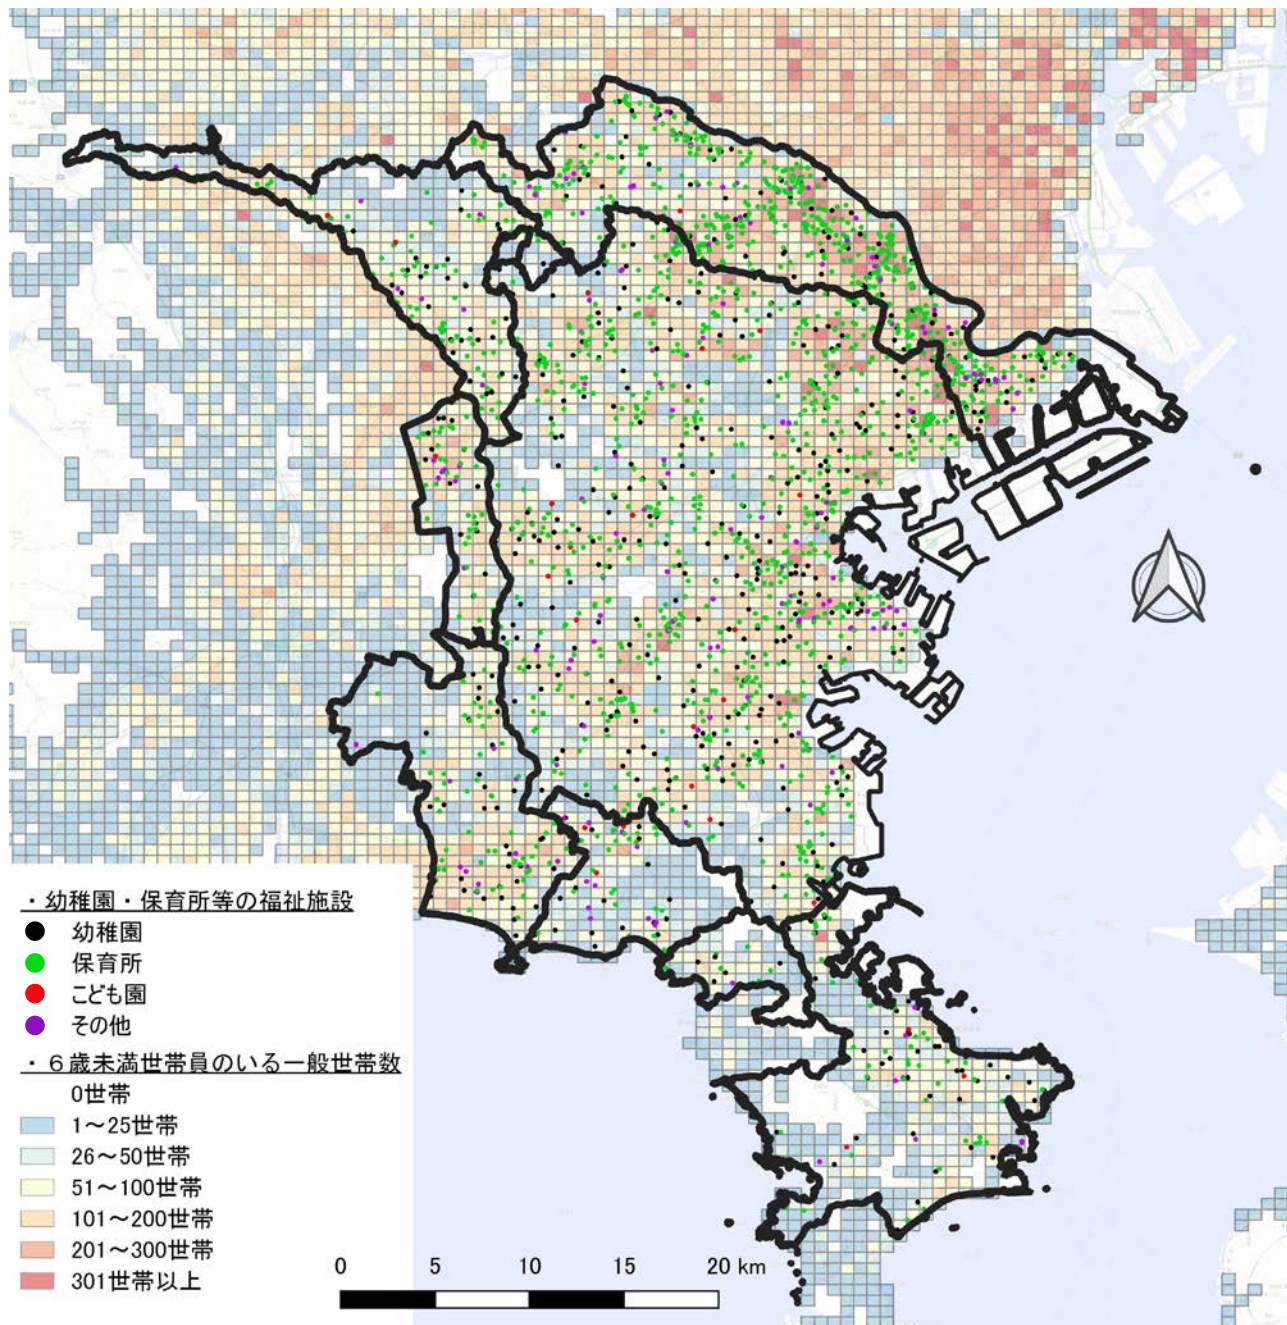 ・幼稚園・保育所等の福祉施設
幼稚園
保育所
こども園
その他
・６歳未満世帯員のいる一般世帯数
0世帯
1～25世帯
26～50世帯
51～100世帯
101～200世帯
201～300世帯
301世帯以上
0 5 10 15 20 km